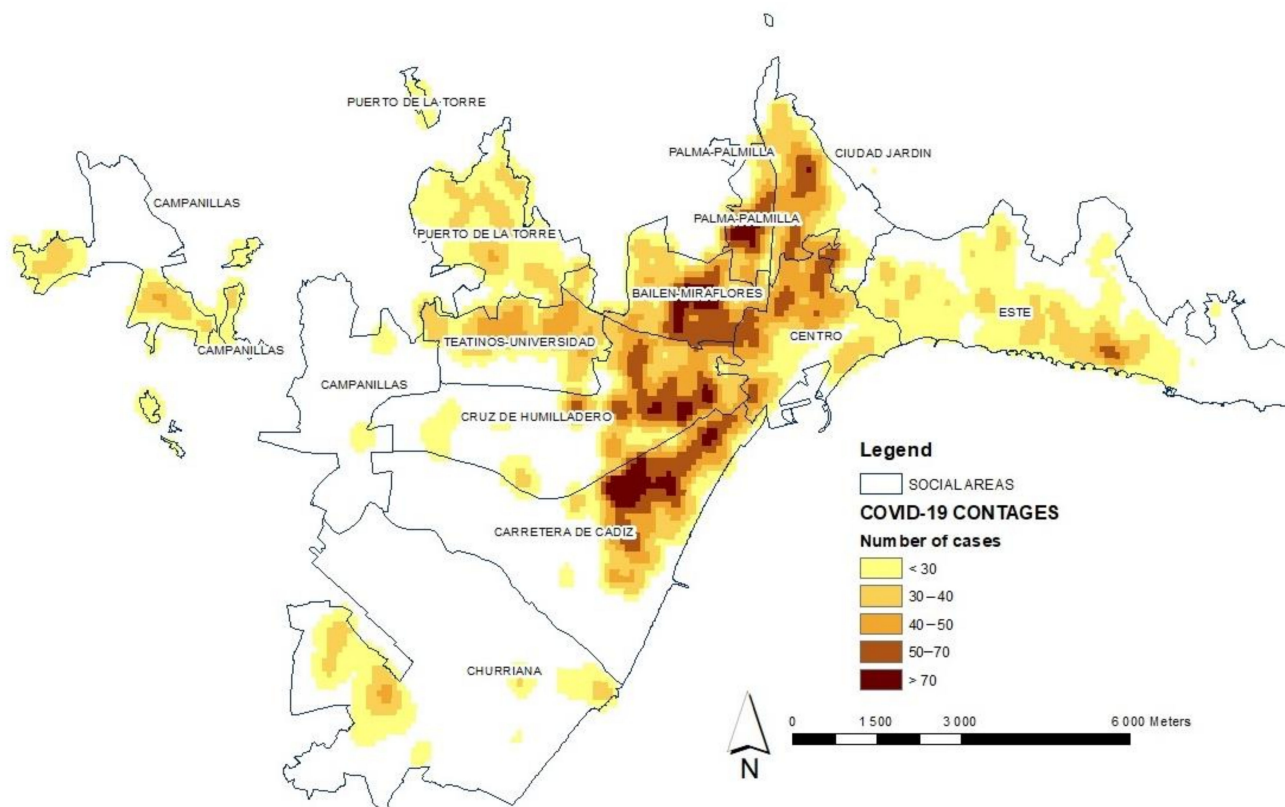 PUERTO DE LA TORRE
PALMA-PALMILLA
CIUDAD JARDIN
CAMPANILLAS
PALMA-PALMILLA
PUERTO DE LA TORRE
BAILEN-MIRAFLORES
ESTE
TEATINOS-UNIVERSIDAD
CENTRO
CAMPANILLAS
CAMPANILLAS
CRUZ DE HUMILLADERO
CARRETERA DE CADIZ
CHURRIANA
Legend
SOCIAL AREAS
COVID-19 CONTAGES
Number of cases
< 30
30–40
40–50
50–70
> 70
0 1 500 3 000 6 000 Meters
N